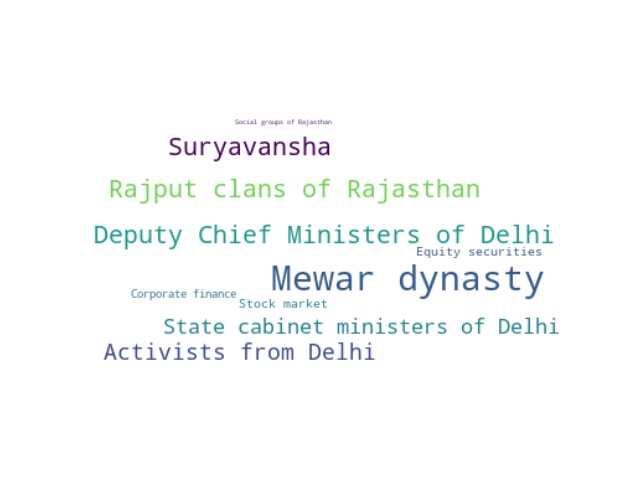 Social groups of Rajasthan
Suryavansha
Rajput clans of Rajasthan
Deputy Chief Ministers of Delhi
Equity securities
Mewar dynasty
Corporate finance
Stock market
State cabinet ministers of Delhi
Activists from Delhi